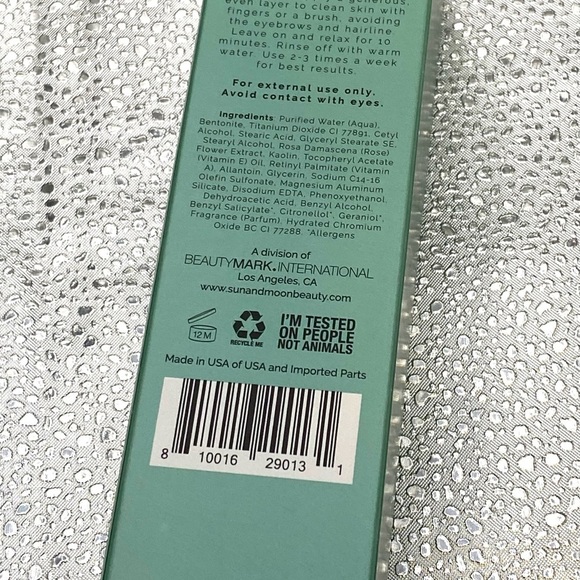 even layer to clean skin with
fingers or a brush, avoiding
the eyebrows and hairline.
Leave on and relax for 10
minutes. Rinse off with warm
water. Use 2-3 times a week
for best results.
For external use only.
Avoid contact with eyes.
Ingredients: Purified Water (Aqua),
Bentonite, Titanium Dioxide CI 77891, Cetyl
Alcohol, Stearic Acid, Glyceryl Stearate SE,
Stearyl Alcohol, Rosa Damascena (Rose)
Flower Extract, Kaolin, Tocopheryl Acetate
(Vitamin E) Oil, Retinyl Palmitate (Vitamin
A), Allantoin, Glycerin, Sodium C14-16
Olefin Sulfonate, Magnesium Aluminum
Silicate, Disodium EDTA, Phenoxyethanol,
Dehydroacetic Acid, Benzyl Alcohol,
Benzyl Salicylate*, Citronellol*, Geraniol*,
Fragrance (Parfum), Hydrated Chromium
Oxide BC CI 77288. *Allergens
A division of
BEAUTYMARK.INTERNATIONAL
Los Angeles, CA
www.sunandmoonbeauty.com
12 M
RECYCLE ME
I'M TESTED
ON PEOPLE
NOT ANIMALS
Made in USA of USA and Imported Parts
8 10016 29013 1